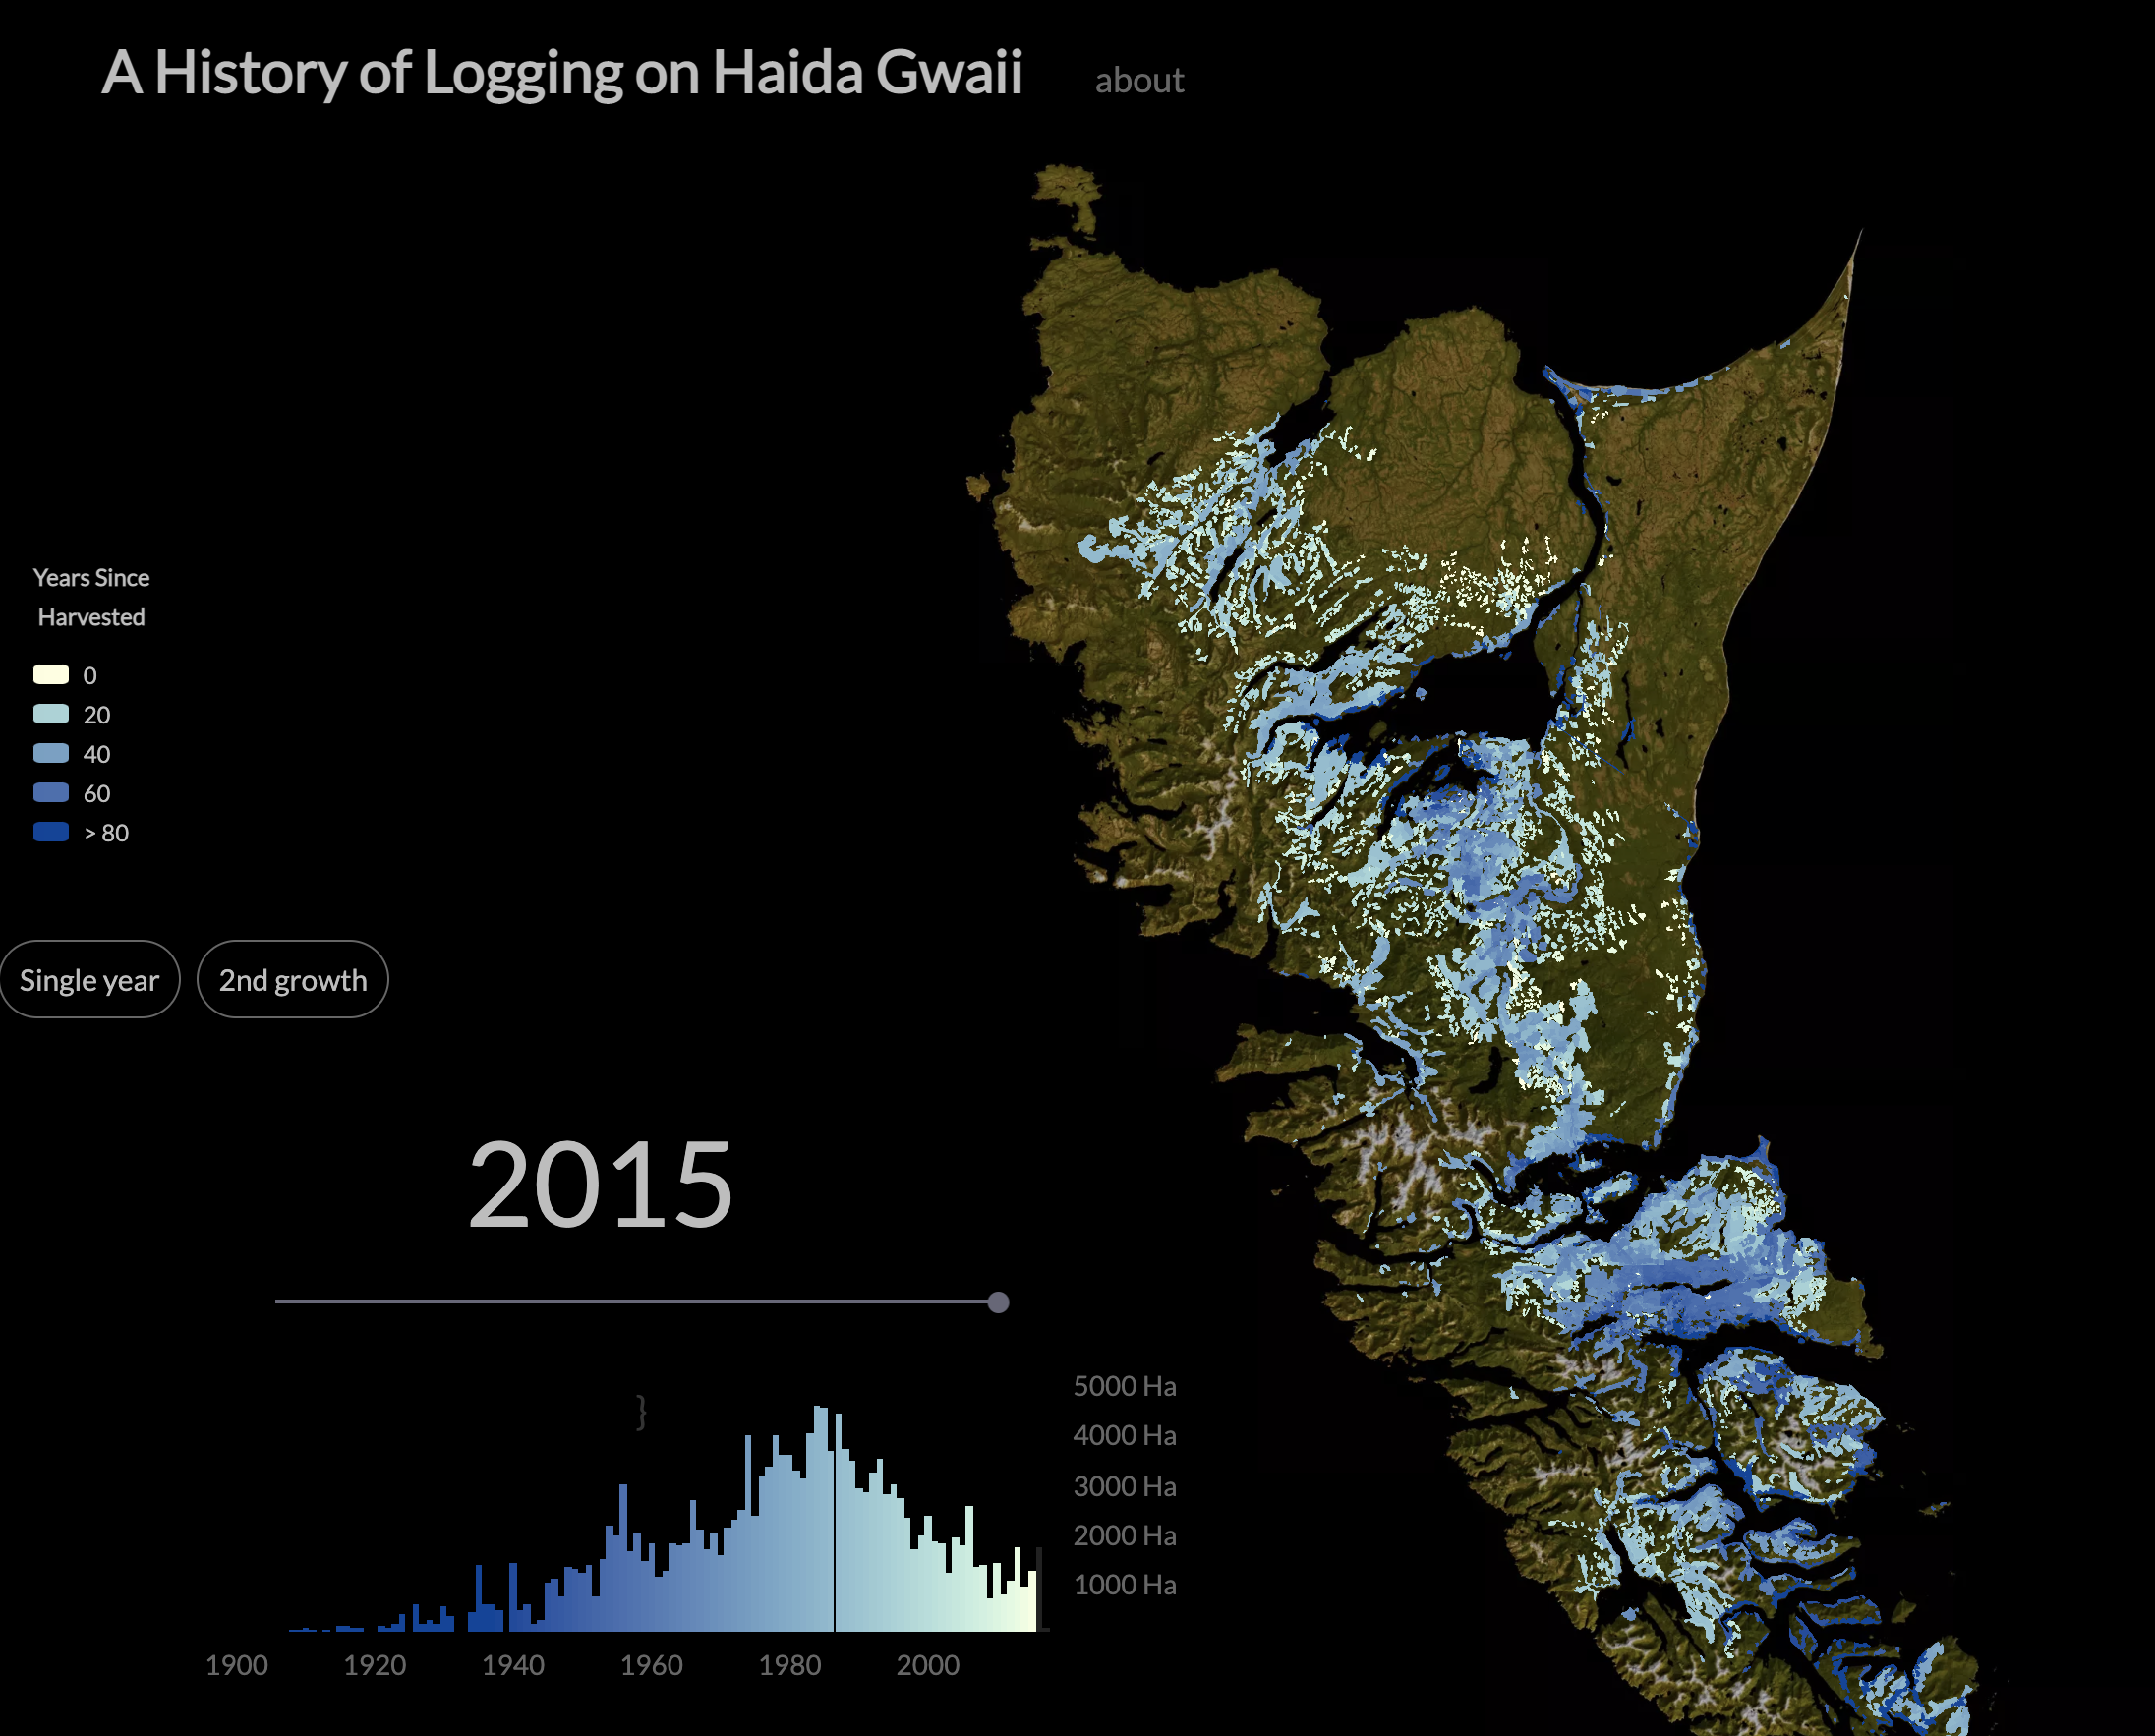 A History of Logging on Haida Gwaii
about
Years Since
Harvested
0
20
40
60
> 80
Single year
2nd growth
2015
}
5000 Ha
4000 Ha
3000 Ha
2000 Ha
1000 Ha
1900 1920 1940 1960 1980 2000